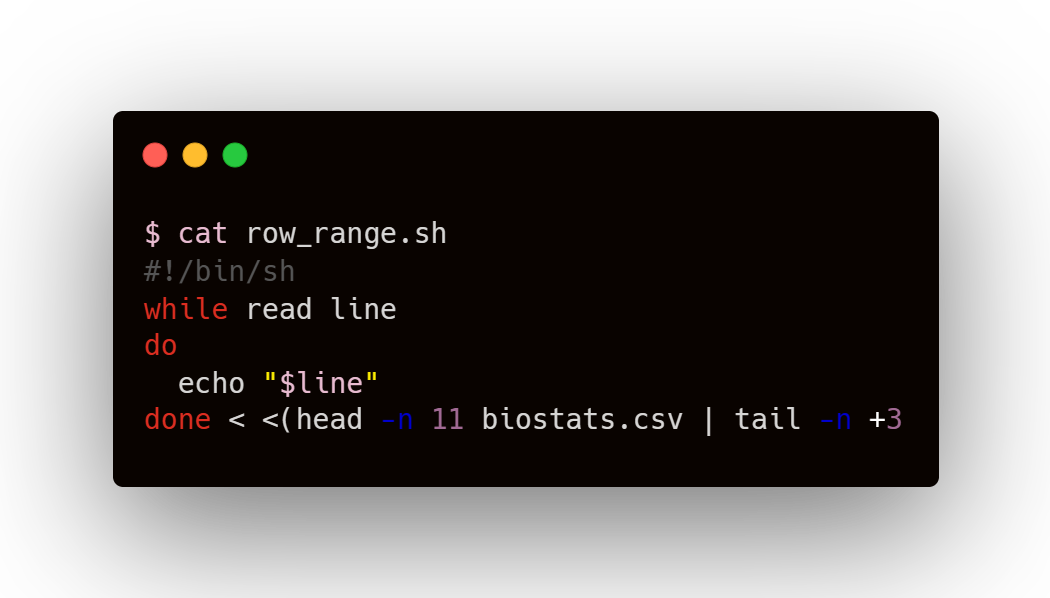 $ cat row_range.sh
#!/bin/sh
while read line
do
  echo "$line"
done < <(head -n 11 biostats.csv | tail -n +3